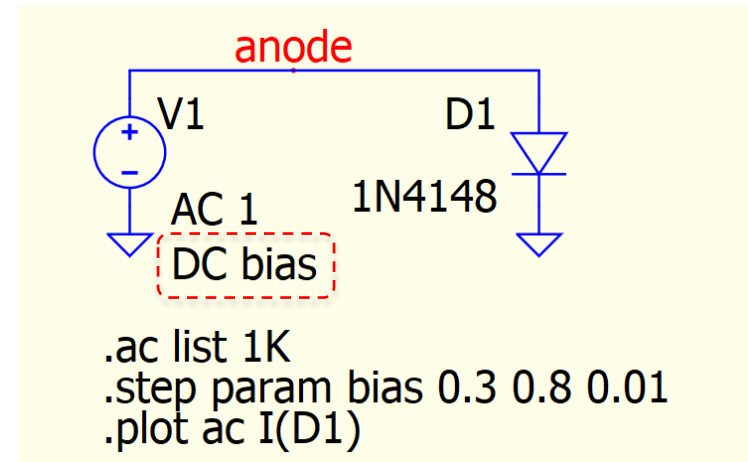 anode
V1
D1
AC 1
1N4148
DC bias
.ac list 1K
.step param bias 0.3 0.8 0.01
.plot ac I(D1)